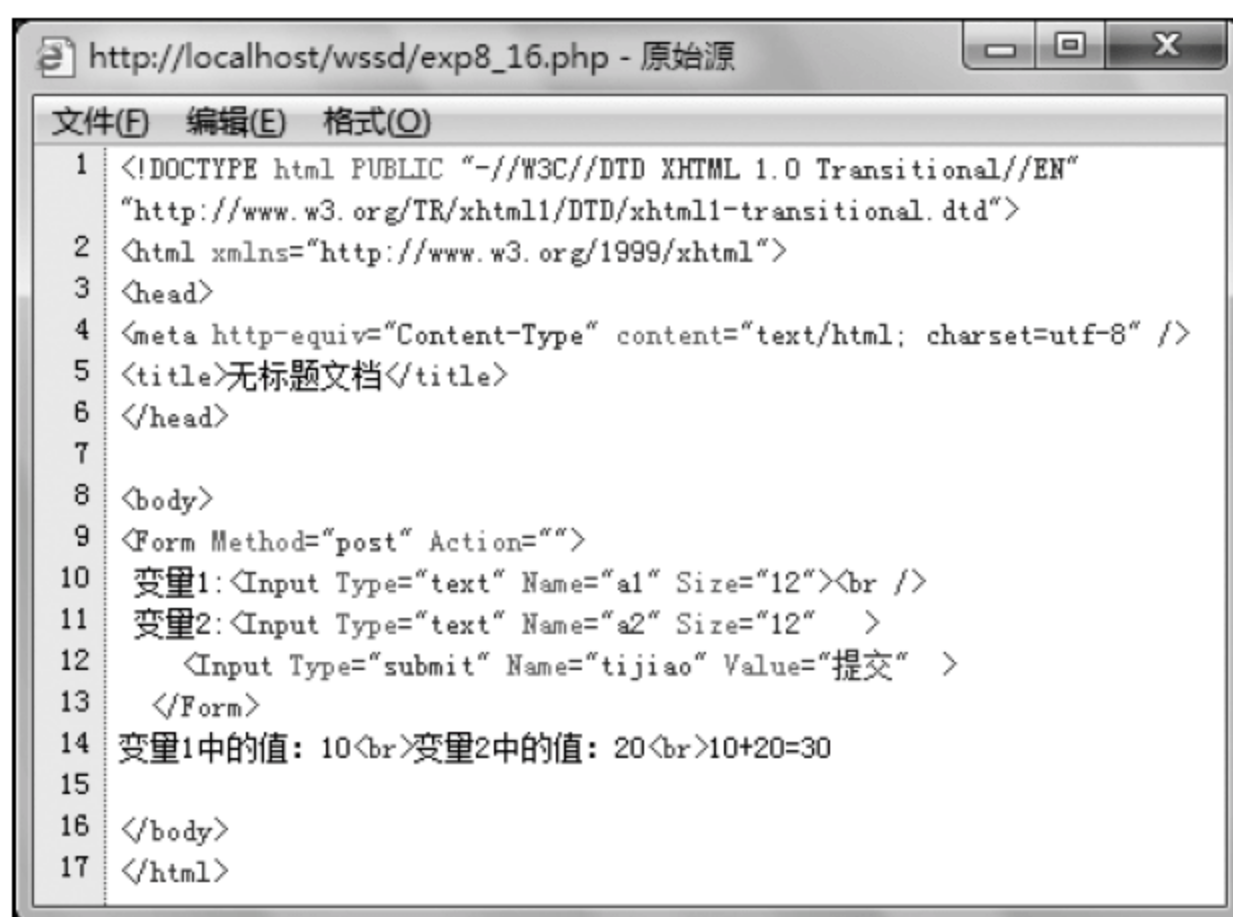 http://localhost/wssd/exp8_16.php - 原始源
文件(F) 编辑(E) 格式(O)
1 <!DOCTYPE html PUBLIC "-//W3C//DTD XHTML 1.0 Transitional//EN"
"http://www.w3.org/TR/xhtml1/DTD/xhtml1-transitional.dtd">
2 <html xmlns="http://www.w3.org/1999/xhtml">
3 <head>
4 <meta http-equiv="Content-Type" content="text/html; charset=utf-8" />
5 <title>无标题文档</title>
6 </head>
7
8 <body>
9 <Form Method="post" Action="">
10 变量1:<Input Type="text" Name="a1" Size="12"><br />
11 变量2:<Input Type="text" Name="a2" Size="12"   >
12     <Input Type="submit" Name="tijiao" Value="提交"  >
13   </Form>
14 变量1中的值：10<br>变量2中的值：20<br>10+20=30
15
16 </body>
17 </html>